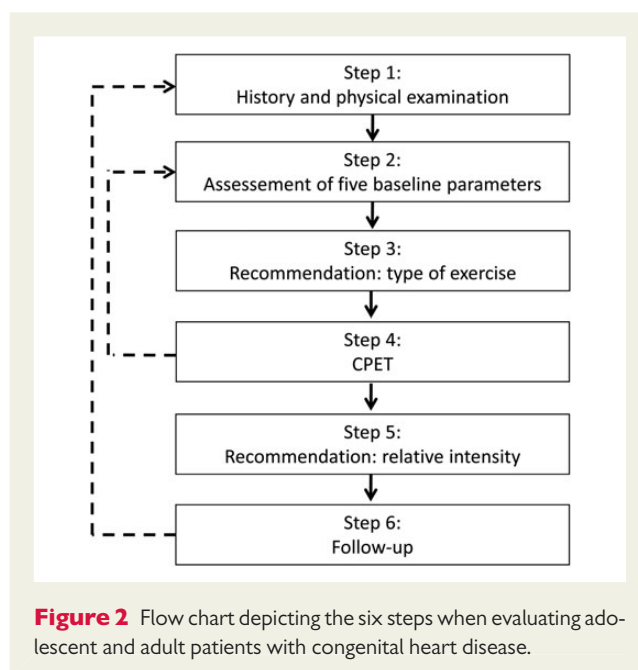 Step 1:
History and physical examination
Step 2:
Assessement of five baseline parameters
Step 3:
Recommendation: type of exercise
Step 4:
CPET
Step 5:
Recommendation: relative intensity
Step 6:
Follow-up
Figure 2 Flow chart depicting the six steps when evaluating ado-
lescent and adult patients with congenital heart disease.